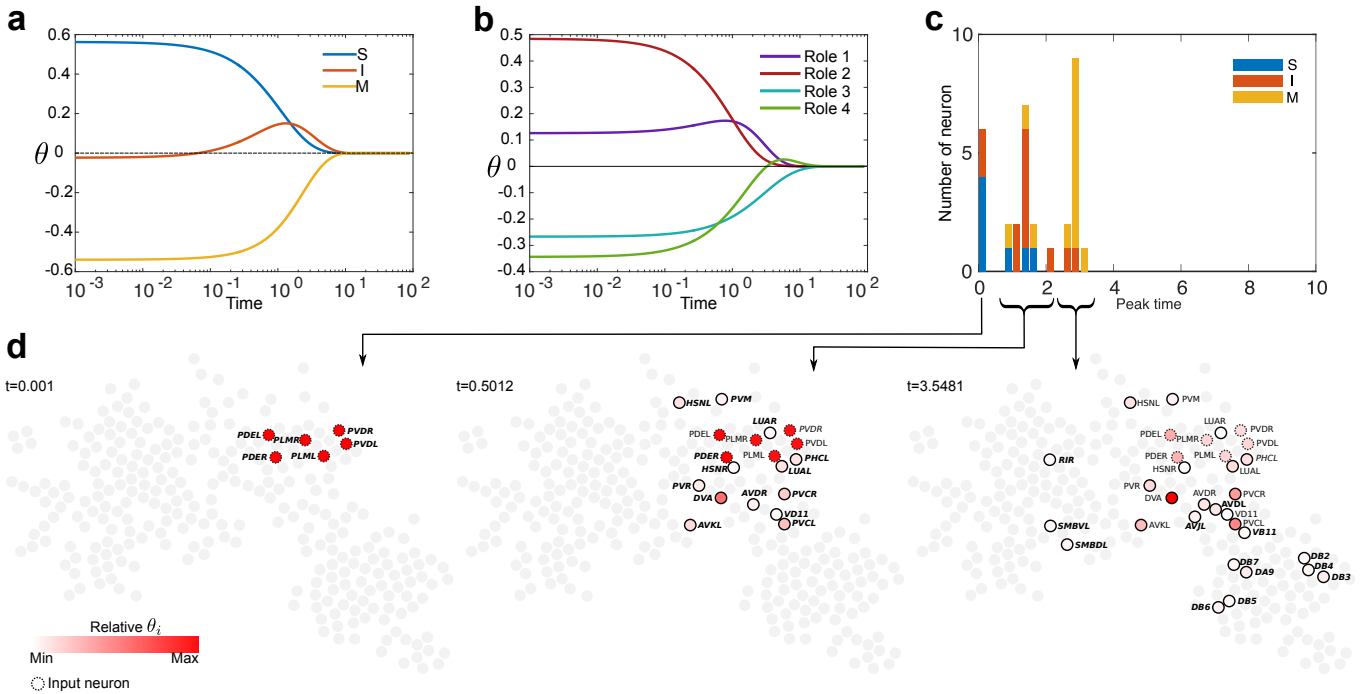 a
0.6
0.4
0.2
0
-0.2
-0.4
-0.6
θ
S
I
M
10^-3
10^-2
10^-1
10^0
10^1
10^2
Time
b
0.5
0.4
0.3
0.2
0.1
0
-0.1
-0.2
-0.3
-0.4
θ
Role 1
Role 2
Role 3
Role 4
10^-3
10^-2
10^-1
10^0
10^1
10^2
Time
c
10
5
0
Number of neuron
S
I
M
0
2
4
6
8
10
Peak time
d
t=0.001
PDEL
PLMR
PVDR
PVDL
PDER
PLML
t=0.5012
HSNL
PVM
LUAR
PVDR
PDEL
PLMR
PVDL
PDER
PLML
PHCL
HSNR
LUAL
PVR
DVA
AVDR
PVCR
VD11
AVKL
PVCL
t=3.5481
HSNL
PVM
LUAR
PVDR
PDEL
PLMR
PVDL
RIR
PDER
PLML
PHCL
HSNR
LUAL
PVR
DVA
AVDR
PVCR
AVDL
VD11
SMBVL
AVKL
AVJL
PVCL
VB11
SMBDL
DB2
DB7
DB4
DA9
DB3
DB6
DB5
Relative θi
Min
Max
Input neuron